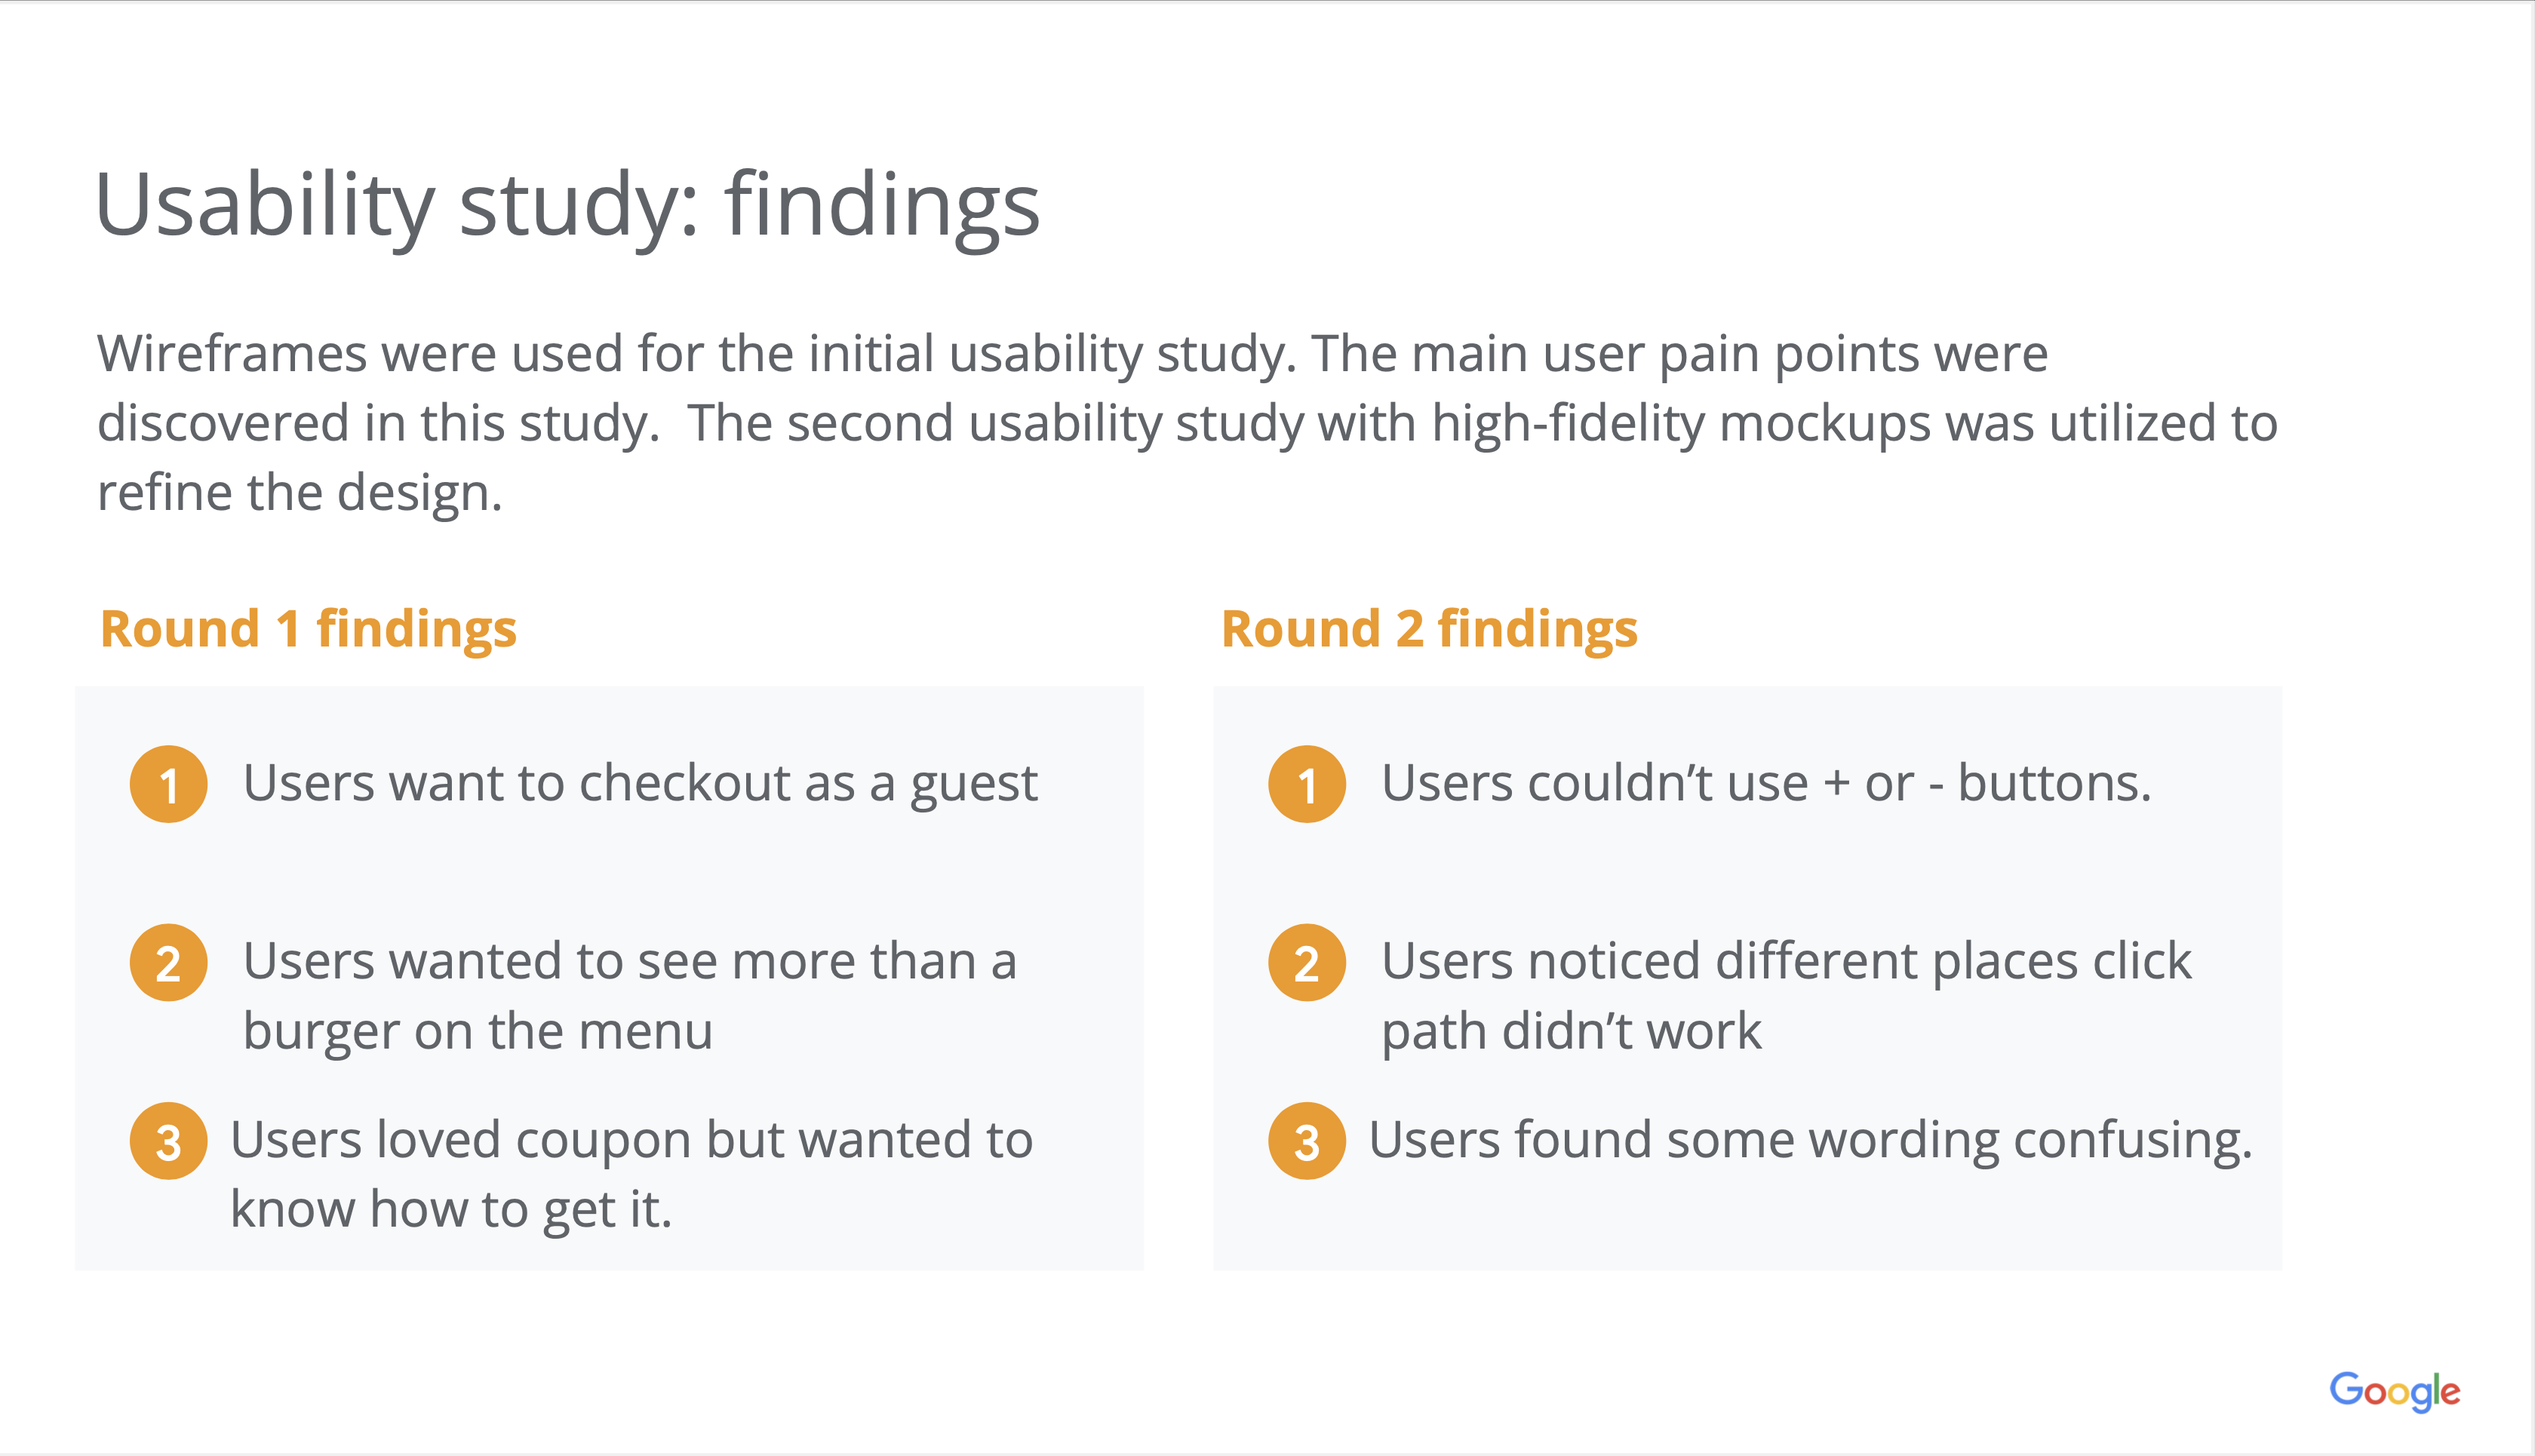 Usability study: findings
Wireframes were used for the initial usability study. The main user pain points were
discovered in this study.  The second usability study with high-fidelity mockups was utilized to
refine the design.
Round 1 findings
1 Users want to checkout as a guest
2 Users wanted to see more than a
burger on the menu
3 Users loved coupon but wanted to
know how to get it.
Round 2 findings
1 Users couldn’t use + or - buttons.
2 Users noticed different places click
path didn’t work
3 Users found some wording confusing.
Google